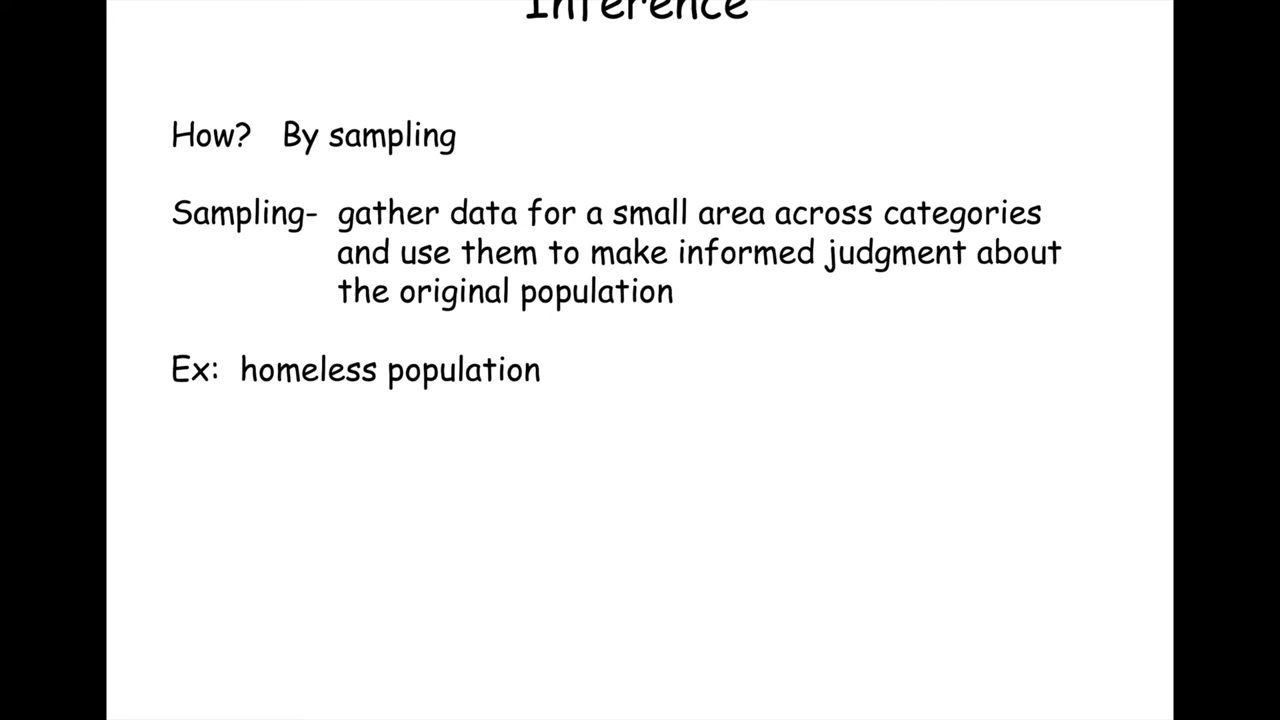 Inference
How? By sampling
Sampling- gather data for a small area across categories
and use them to make informed judgment about
the original population
Ex: homeless population